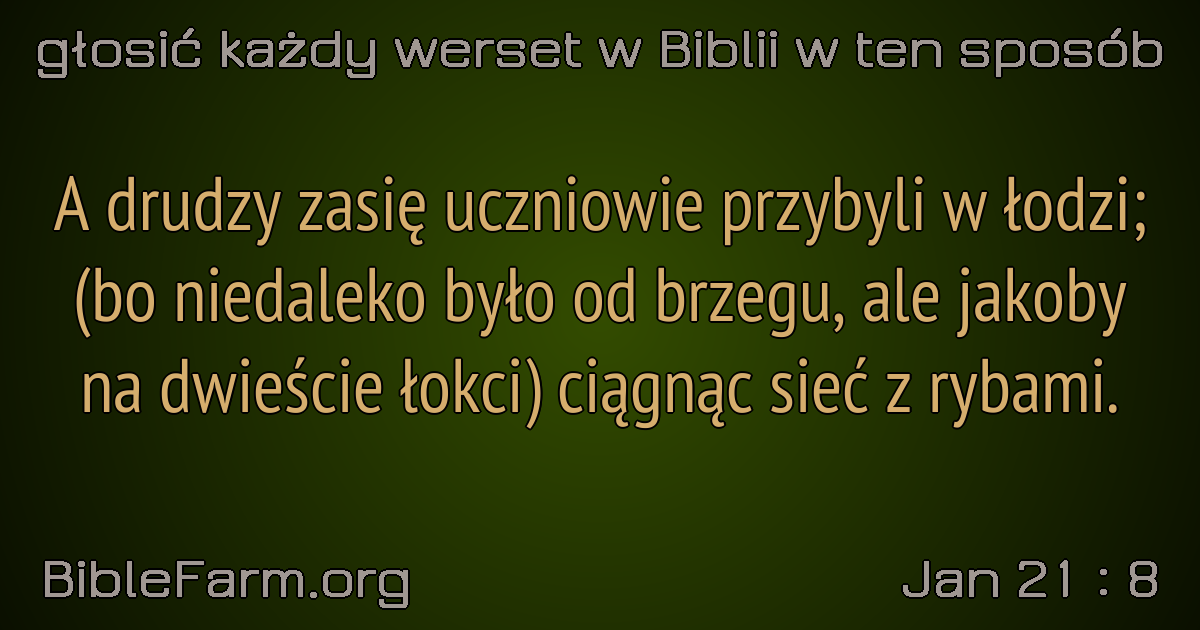 głosić każdy werset w Biblii w ten sposób
A drudzy zasię uczniowie przybyli w łodzi;
(bo niedaleko było od brzegu, ale jakoby
na dwieście łokci) ciągnąc sieć z rybami.
BibleFarm.org
Jan 21 : 8